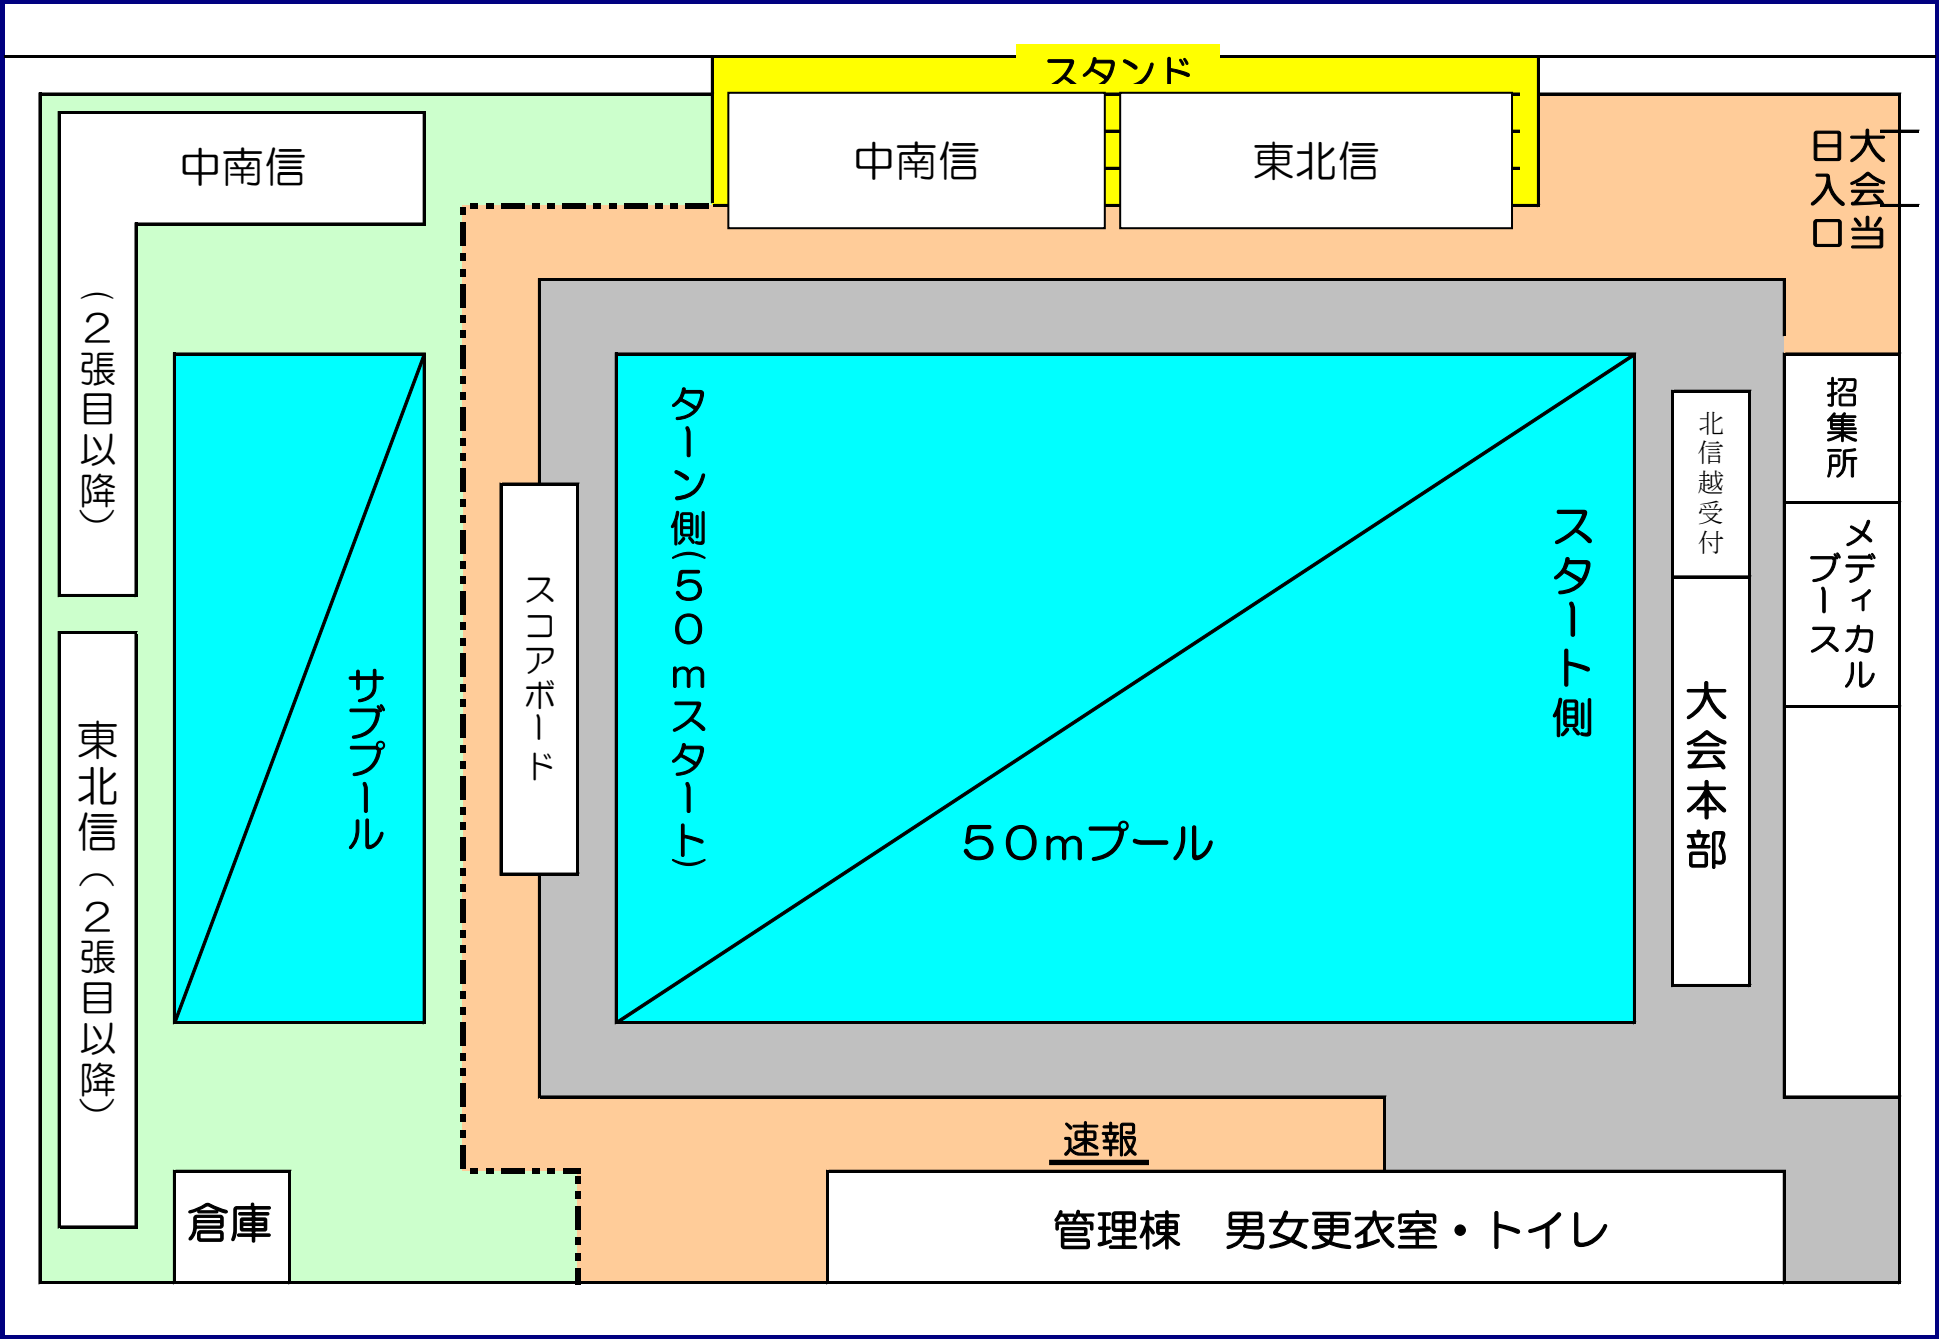 スタンド
中南信
中南信
東北信
大会当
日入口
（２張目以降）
招集所
北信越受付
メディカル
ブース
ターン側（５０ｍスタート）
スタート側
スコアボード
サブプール
大会本部
東北信（２張目以降）
５０ｍプール
速報
倉庫
管理棟　男女更衣室・トイレ